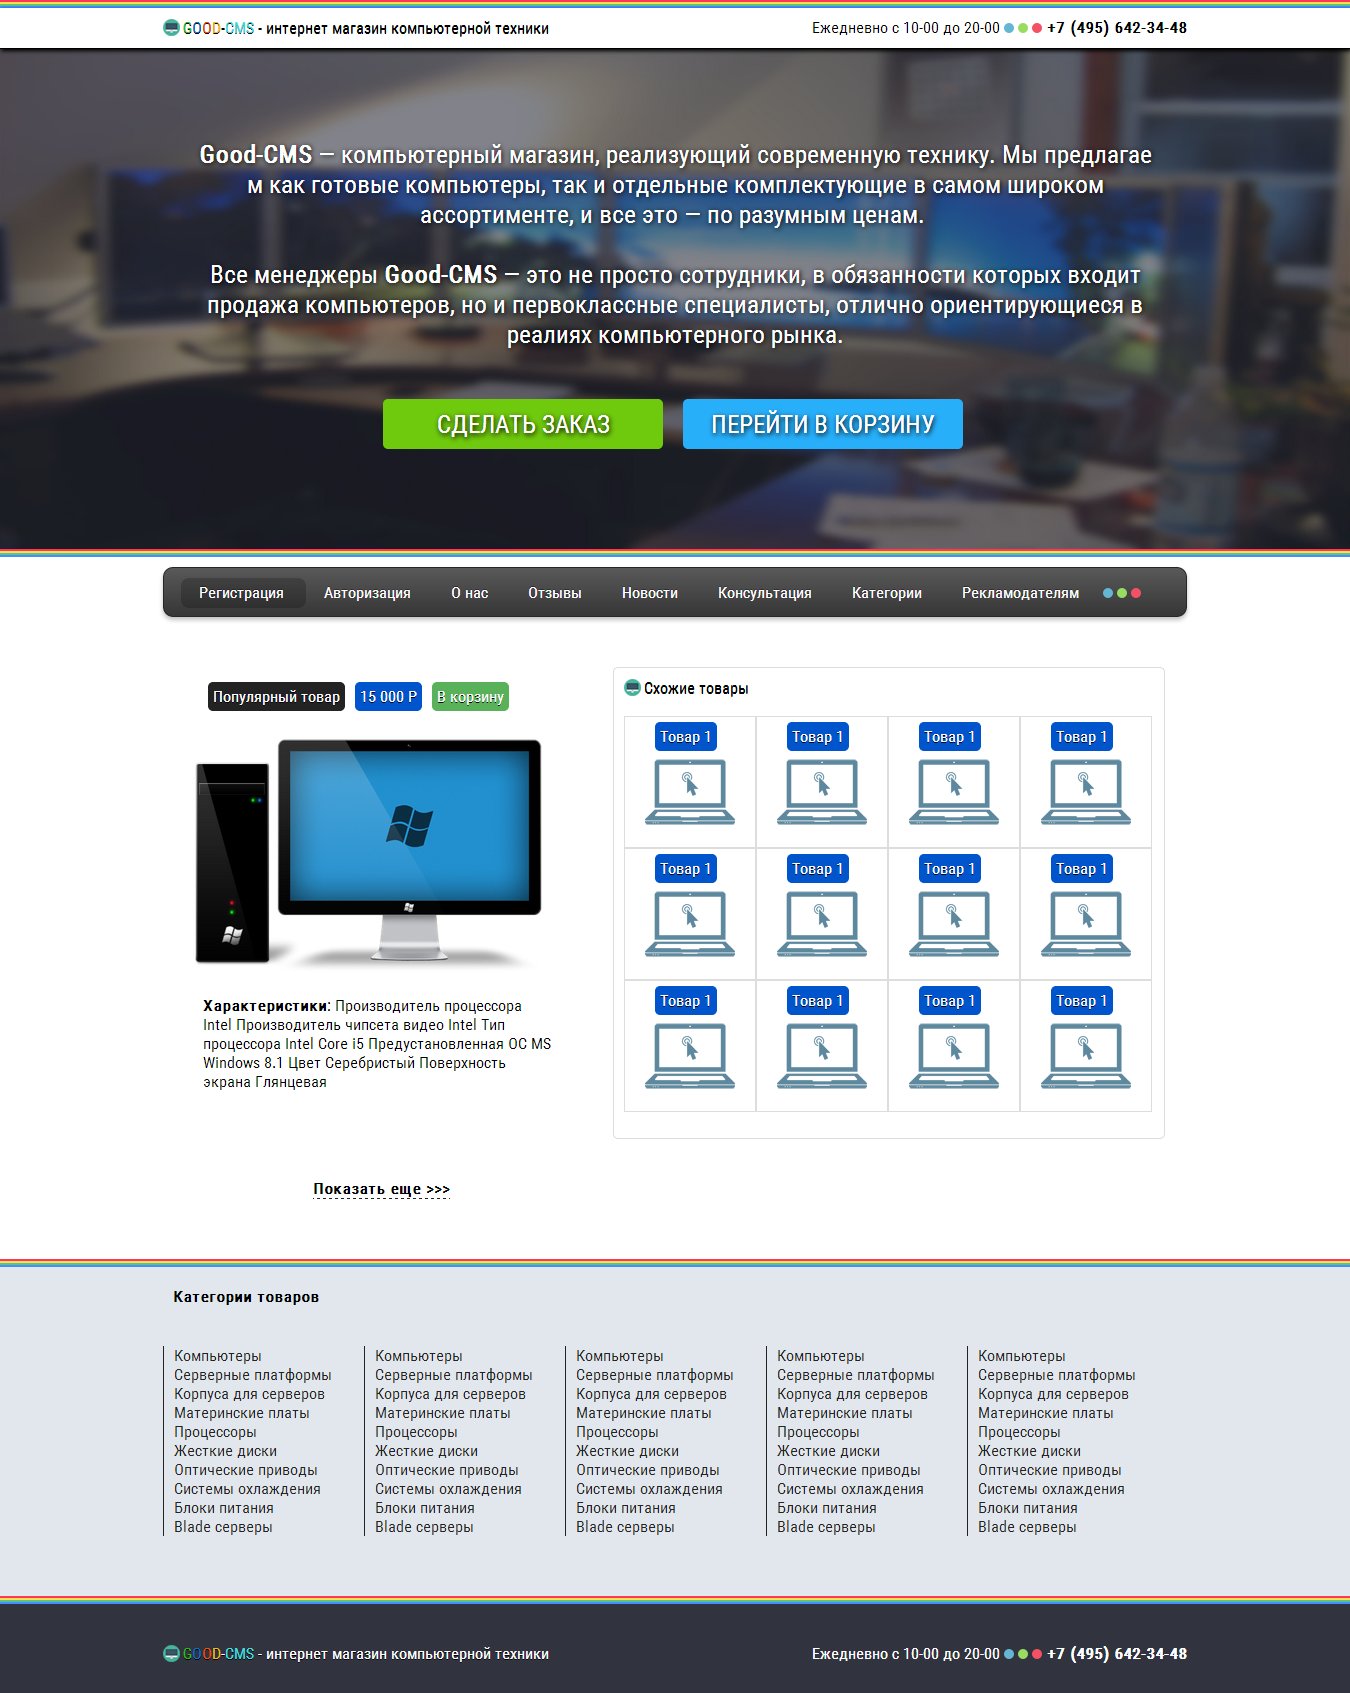 GOOD-CMS - интернет магазин компьютерной техники
Ежедневно с 10-00 до 20-00 +7 (495) 642-34-48
Good-CMS — компьютерный магазин, реализующий современную технику. Мы предлагае
м как готовые компьютеры, так и отдельные комплектующие в самом широком
ассортименте, и все это — по разумным ценам.
Все менеджеры Good-CMS — это не просто сотрудники, в обязанности которых входит
продажа компьютеров, но и первоклассные специалисты, отлично ориентирующиеся в
реалиях компьютерного рынка.
СДЕЛАТЬ ЗАКАЗ
ПЕРЕЙТИ В КОРЗИНУ
Регистрация
Авторизация
О нас
Отзывы
Новости
Консультация
Категории
Рекламодателям
Популярный товар
15 000 Р
В корзину
Характеристики: Производитель процессора
Intel Производитель чипсета видео Intel Тип
процессора Intel Core i5 Предустановленная ОС MS
Windows 8.1 Цвет Серебристый Поверхность
экрана Глянцевая
Показать еще >>>
Схожие товары
Товар 1
Товар 1
Товар 1
Товар 1
Товар 1
Товар 1
Товар 1
Товар 1
Товар 1
Товар 1
Товар 1
Товар 1
Категории товаров
Компьютеры
Серверные платформы
Корпуса для серверов
Материнские платы
Процессоры
Жесткие диски
Оптические приводы
Системы охлаждения
Блоки питания
Blade серверы
Компьютеры
Серверные платформы
Корпуса для серверов
Материнские платы
Процессоры
Жесткие диски
Оптические приводы
Системы охлаждения
Блоки питания
Blade серверы
Компьютеры
Серверные платформы
Корпуса для серверов
Материнские платы
Процессоры
Жесткие диски
Оптические приводы
Системы охлаждения
Блоки питания
Blade серверы
Компьютеры
Серверные платформы
Корпуса для серверов
Материнские платы
Процессоры
Жесткие диски
Оптические приводы
Системы охлаждения
Блоки питания
Blade серверы
Компьютеры
Серверные платформы
Корпуса для серверов
Материнские платы
Процессоры
Жесткие диски
Оптические приводы
Системы охлаждения
Блоки питания
Blade серверы
GOOD-CMS - интернет магазин компьютерной техники
Ежедневно с 10-00 до 20-00 +7 (495) 642-34-48